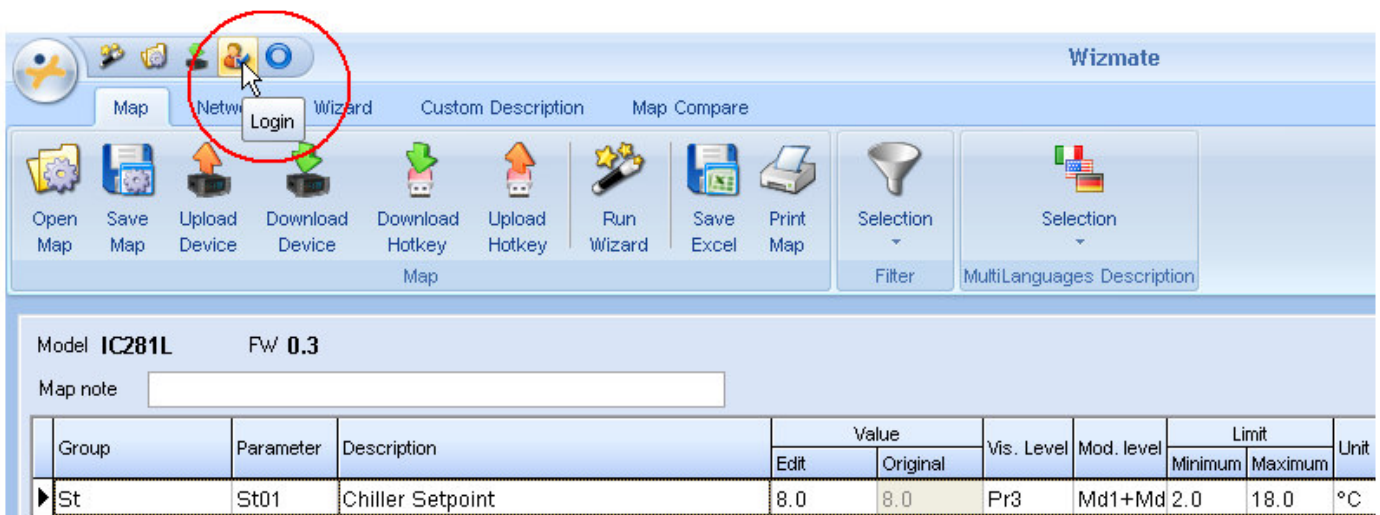 Wizmate
Map Netwo Wizard Custom Description Map Compare
Login
Open Map
Save Map
Upload Device
Download Device
Download Hotkey
Upload Hotkey
Run Wizard
Save Excel
Print Map
Selection
Selection
Map
Filter
MultiLanguages Description
Model IC281L FW 0.3
Map note
Group Parameter Description Value Vis. Level Mod. level Limit Unit
Edit Original Minimum Maximum
St St01 Chiller Setpoint 8.0 8.0 Pr3 Md1+Md 2.0 18.0 °C